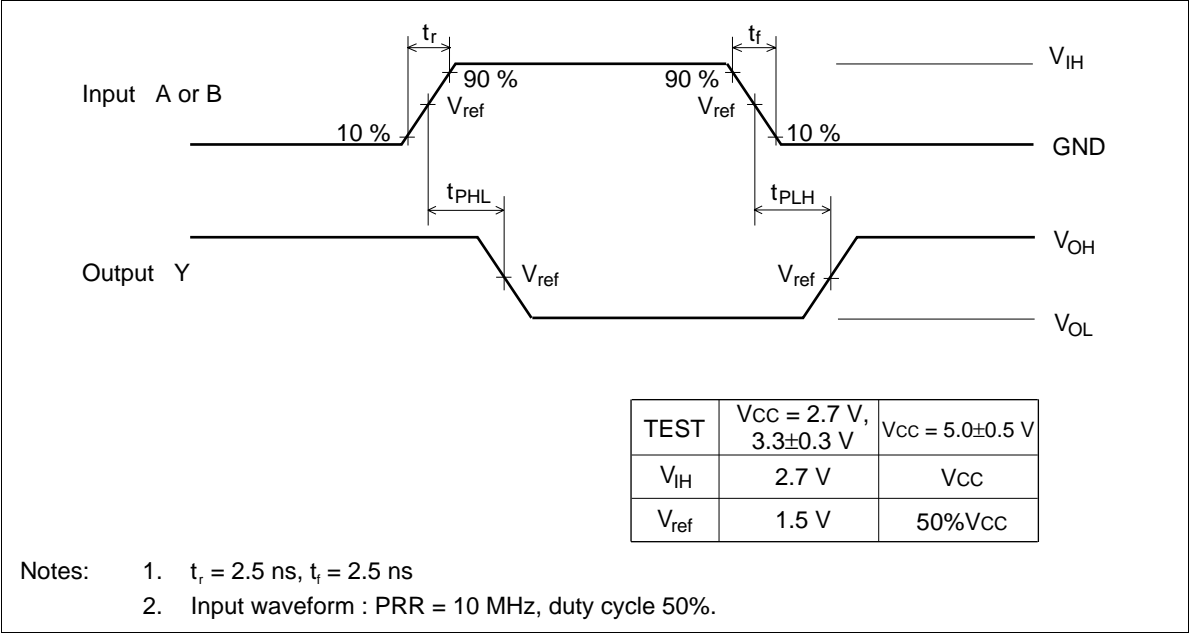 tr tf
VIH
90 % 90 %
Input A or B
Vref Vref
10 % 10 %
GND
tPHL tPLH
VOH
Output Y
Vref Vref
VOL
TEST VCC = 2.7 V, 3.3±0.3 V VCC = 5.0±0.5 V
VIH 2.7 V VCC
Vref 1.5 V 50%VCC
Notes: 1. tr = 2.5 ns, tf = 2.5 ns
2. Input waveform : PRR = 10 MHz, duty cycle 50%.